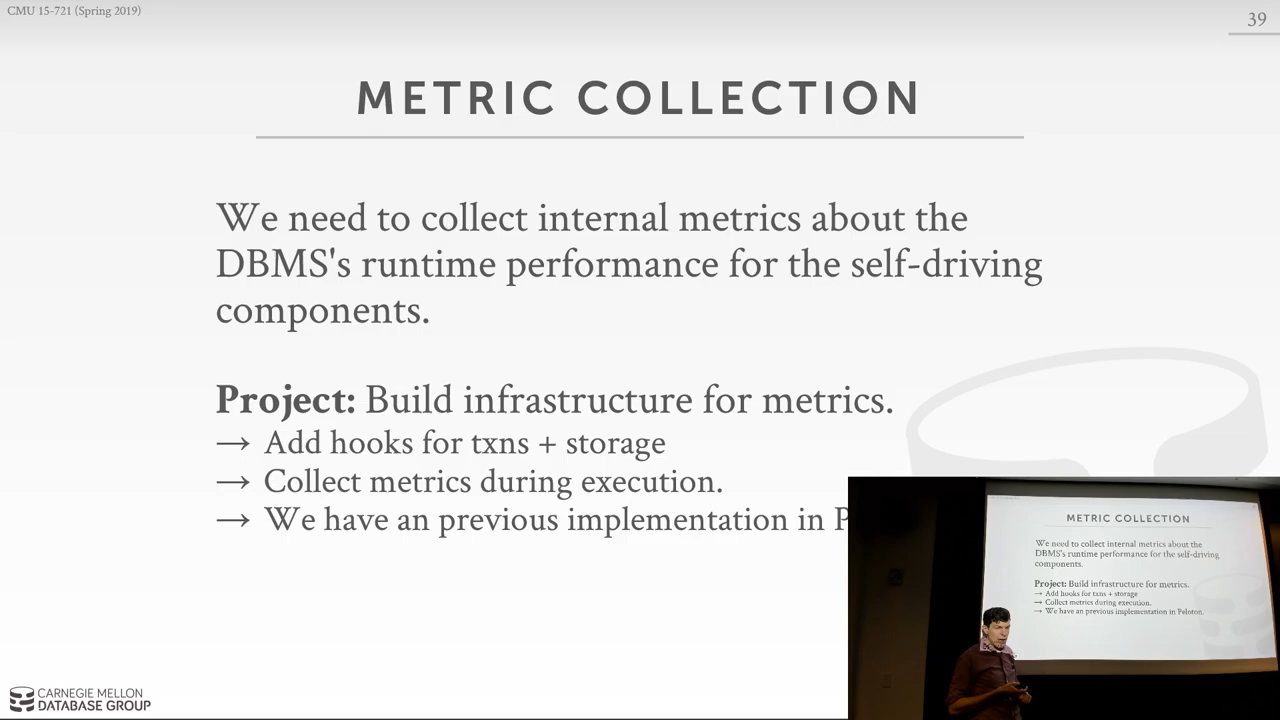 CMU 15-721 (Spring 2019)
39
METRIC COLLECTION
We need to collect internal metrics about the
DBMS's runtime performance for the self-driving
components.
Project: Build infrastructure for metrics.
→ Add hooks for txns + storage
→ Collect metrics during execution.
→ We have an previous implementation in P
METRIC COLLECTION
We need to collect internal metrics about the
DBMS's runtime performance for the self-driving
components.
Project: Build infrastructure for metrics.
→ Add hooks for txns + storage
→ Collect metrics during execution.
→ We have an previous implementation in Peloton.
CARNEGIE MELLON
DATABASE GROUP